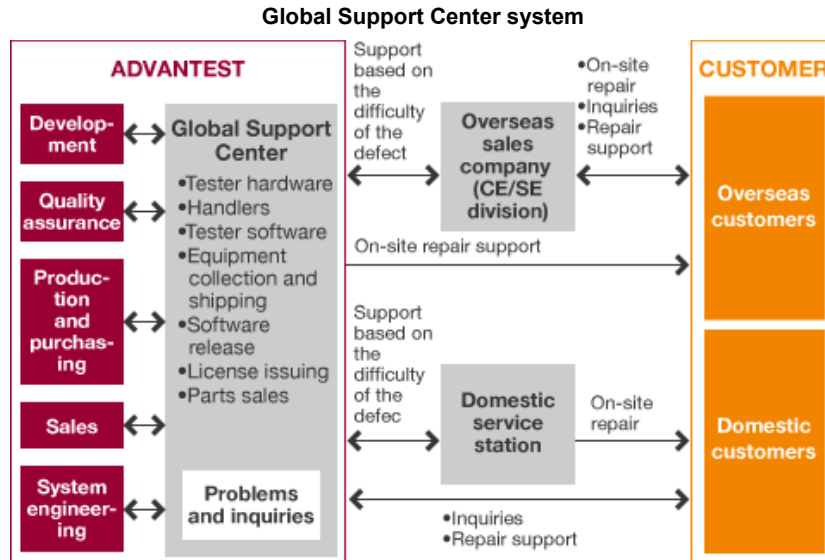 Global Support Center system
ADVANTEST
Develop-
ment
Quality
assurance
Produc-
tion
and
purchas-
ing
Sales
System
engineer-
ing
Global Support
Center
•Tester hardware
•Handlers
•Tester software
•Equipment
collection and
shipping
•Software
release
•License issuing
•Parts sales
Problems
and inquiries
Support
based on
the
difficulty
of the
defect
Overseas
sales
company
(CE/SE
division)
•On-site
repair
•Inquiries
•Repair
support
On-site repair support
Support
based on
the
difficulty
of the
defec
Domestic
service
station
On-site
repair
•Inquiries
•Repair support
CUSTOMER
Overseas
customers
Domestic
customers